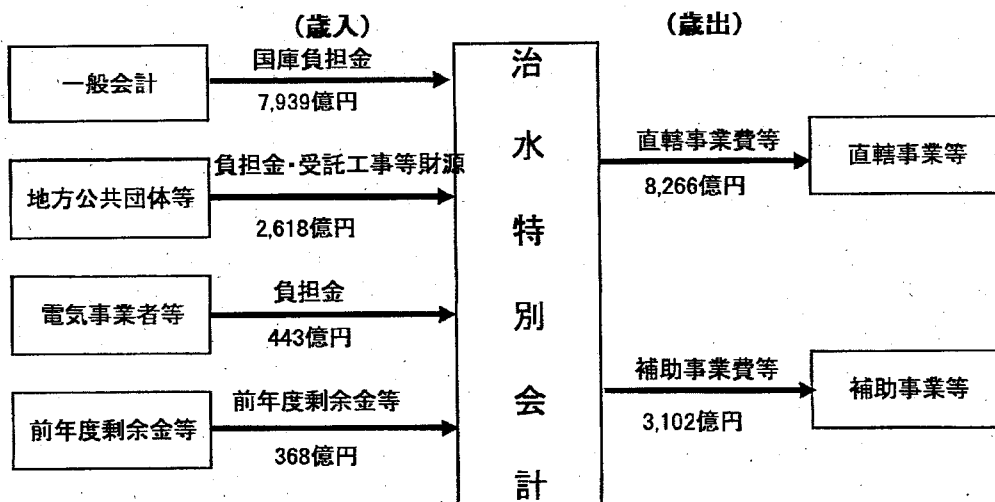 (歳入)
(歳出)
一般会計
国庫負担金
7,939億円
地方公共団体等
負担金・受託工事等財源
2,618億円
電気事業者等
負担金
443億円
前年度剰余金等
前年度剰余金等
368億円
治水特別会計
直轄事業費等
8,266億円
直轄事業等
補助事業費等
3,102億円
補助事業等